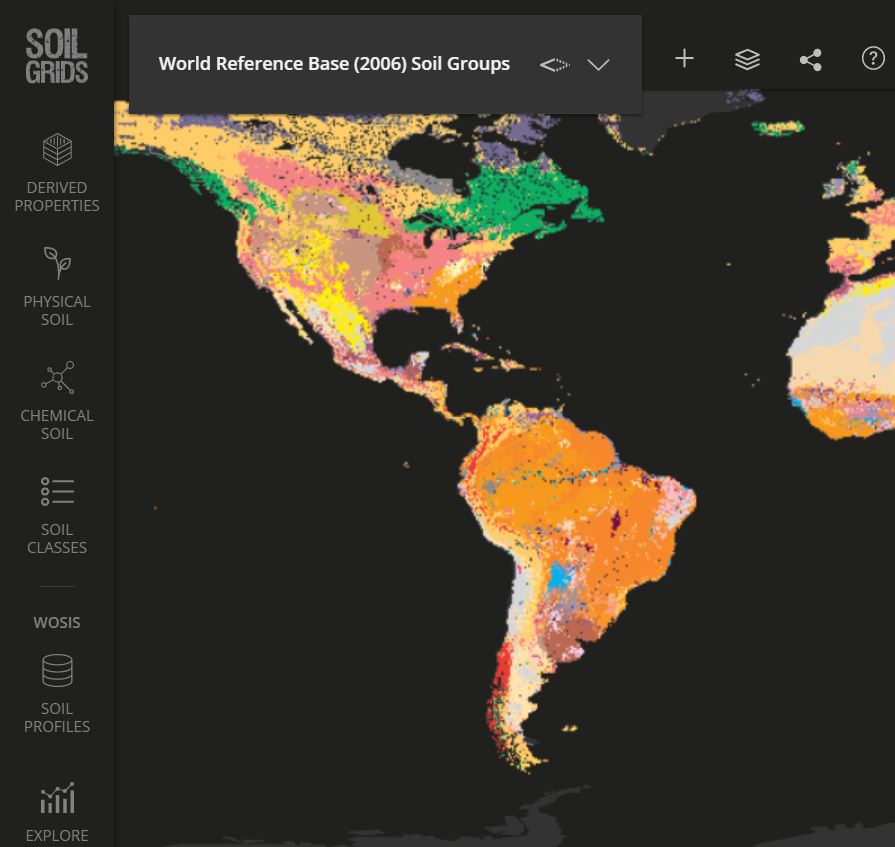 SOIL
GRIDS
World Reference Base (2006) Soil Groups
?
DERIVED
PROPERTIES
PHYSICAL
SOIL
CHEMICAL
SOIL
SOIL
CLASSES
WOSIS
SOIL
PROFILES
EXPLORE